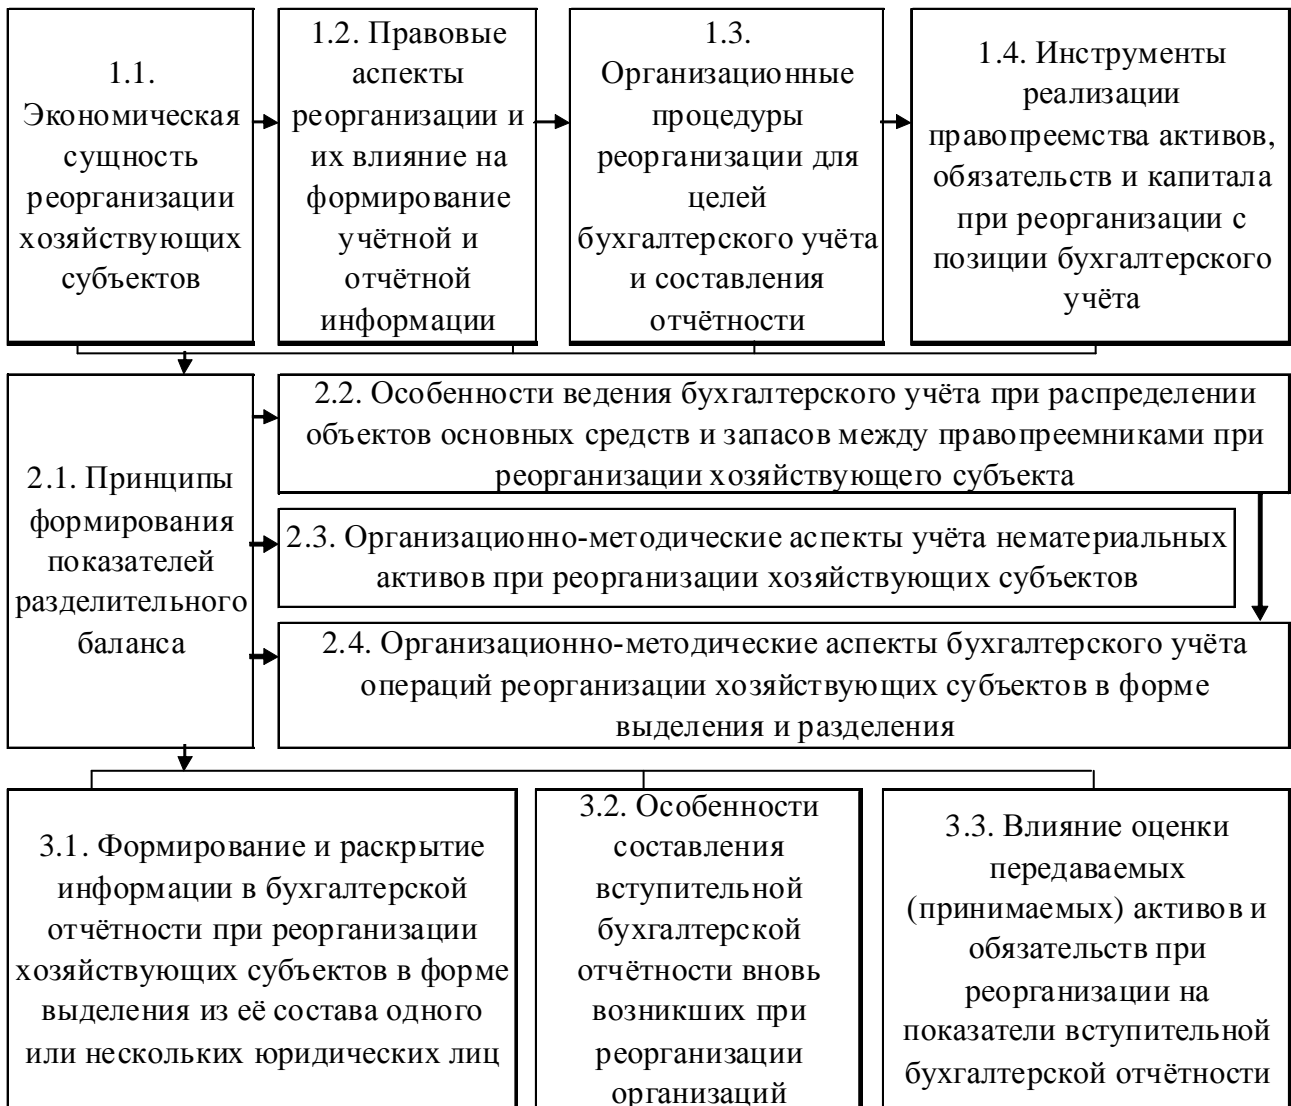 1.1.
Экономическая
сущность
реорганизации
хозяйствующих
субъектов
1.2. Правовые
аспекты
реорганизации и
их влияние на
формирование
учётной и
отчётной
информации
1.3.
Организационные
процедуры
реорганизации для
целей
бухгалтерского учёта
и составления
отчётности
1.4. Инструменты
реализации
правопреемства активов,
обязательств и капитала
при реорганизации с
позиции бухгалтерского
учёта
2.1. Принципы
формирования
показателей
разделительного
баланса
2.2. Особенности ведения бухгалтерского учёта при распределении
объектов основных средств и запасов между правопреемниками при
реорганизации хозяйствующего субъекта
2.3. Организационно-методические аспекты учёта нематериальных
активов при реорганизации хозяйствующих субъектов
2.4. Организационно-методические аспекты бухгалтерского учёта
операций реорганизации хозяйствующих субъектов в форме
выделения и разделения
3.1. Формирование и раскрытие
информации в бухгалтерской
отчётности при реорганизации
хозяйствующих субъектов в форме
выделения из её состава одного
или нескольких юридических лиц
3.2. Особенности
составления
вступительной
бухгалтерской
отчётности вновь
возникших при
реорганизации
организаций
3.3. Влияние оценки
передаваемых
(принимаемых) активов и
обязательств при
реорганизации на
показатели вступительной
бухгалтерской отчётности